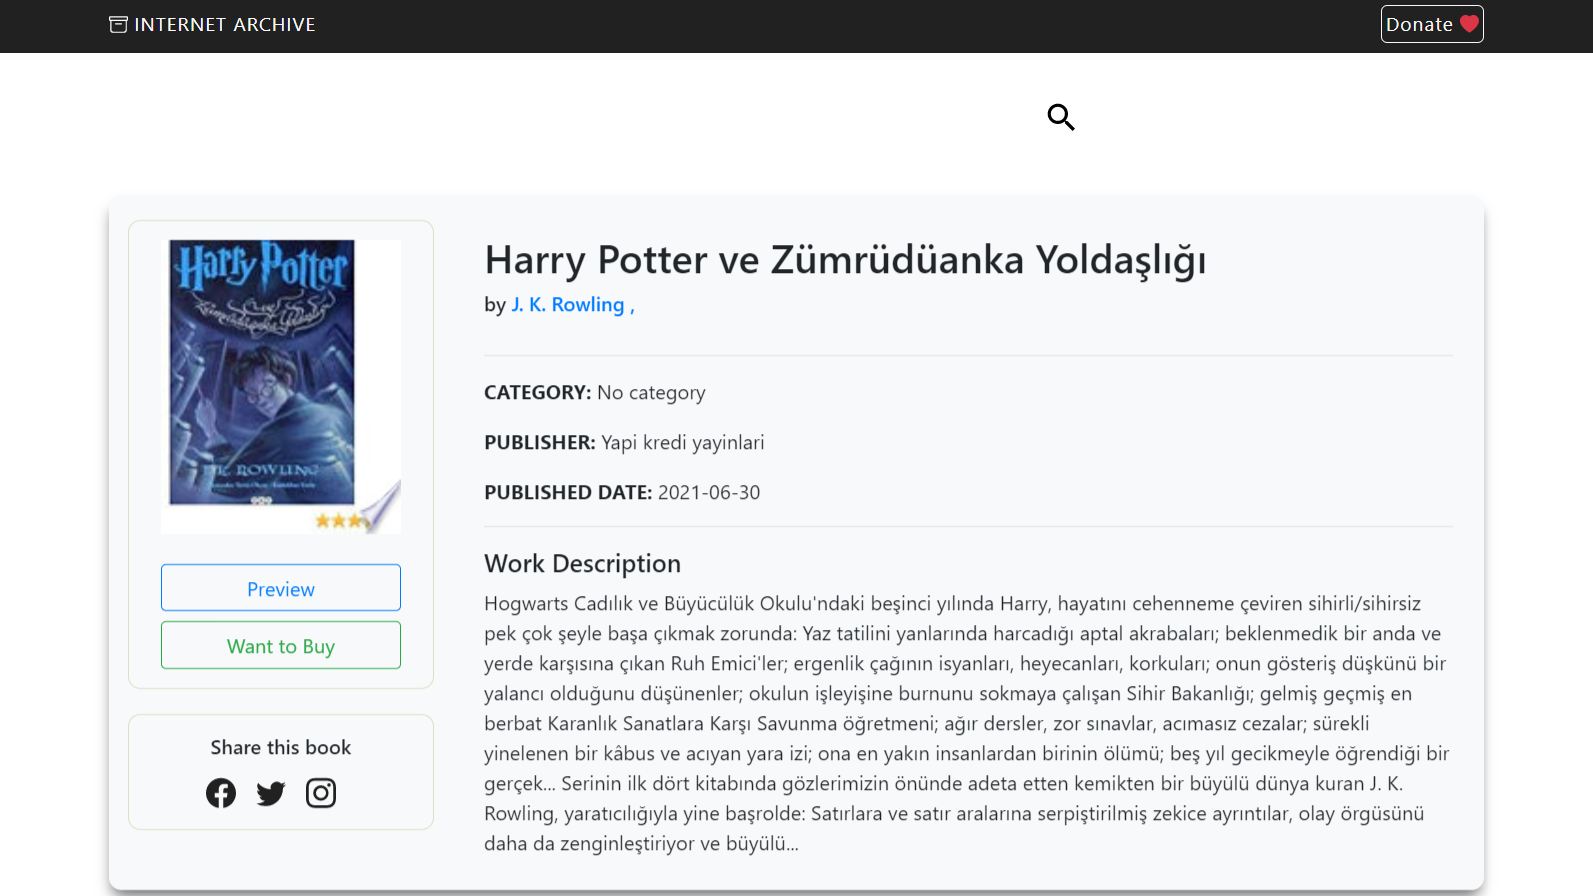 INTERNET ARCHIVE
Donate
Harry Potter
J.K. ROWLING
Preview
Want to Buy
Share this book
Harry Potter ve Zümrüdüanka Yoldaşlığı
by J. K. Rowling ,
CATEGORY: No category
PUBLISHER: Yapi kredi yayinlari
PUBLISHED DATE: 2021-06-30
Work Description
Hogwarts Cadılık ve Büyücülük Okulu'ndaki beşinci yılında Harry, hayatını cehenneme çeviren sihirli/sihirsiz
pek çok şeyle başa çıkmak zorunda: Yaz tatilini yanlarında harcadığı aptal akrabaları; beklenmedik bir anda ve
yerde karşısına çıkan Ruh Emici'ler; ergenlik çağının isyanları, heyecanları, korkuları; onun gösteriş düşkünü bir
yalancı olduğunu düşünenler; okulun işleyişine burnunu sokmaya çalışan Sihir Bakanlığı; gelmiş geçmiş en
berbat Karanlık Sanatlara Karşı Savunma öğretmeni; ağır dersler, zor sınavlar, acımasız cezalar; sürekli
yinelenen bir kâbus ve acıyan yara izi; ona en yakın insanlardan birinin ölümü; beş yıl gecikmeyle öğrendiği bir
gerçek... Serinin ilk dört kitabında gözlerimizin önünde adeta etten kemikten bir büyülü dünya kuran J. K.
Rowling, yaratıcılığıyla yine başrolde: Satırlara ve satır aralarına serpiştirilmiş zekice ayrıntılar, olay örgüsünü
daha da zenginleştiriyor ve büyülü...